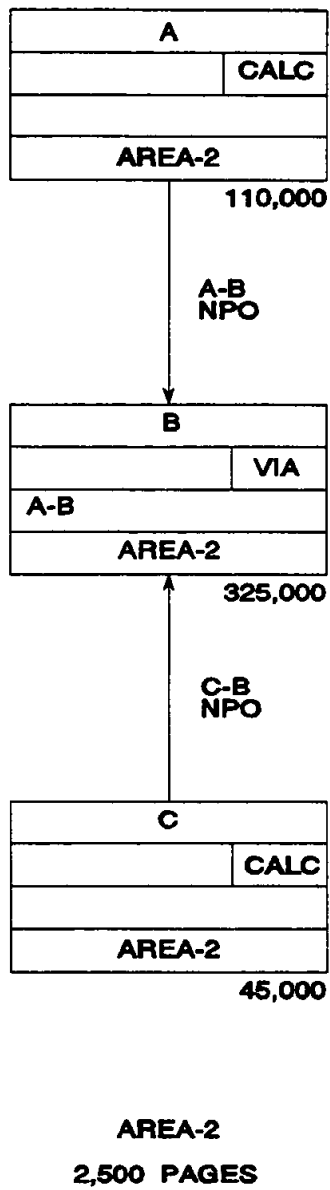 A
CALC
AREA-2
110,000
A-B
NPO
B
VIA
A-B
AREA-2
325,000
C-B
NPO
C
CALC
AREA-2
45,000
AREA-2
2,500 PAGES